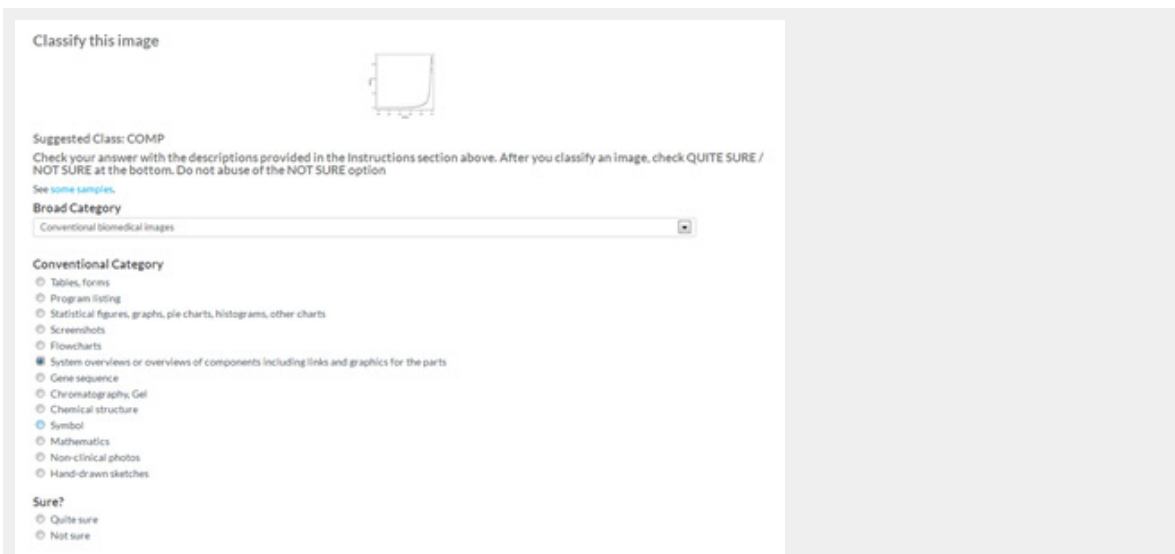 Classify this image
Suggested Class: COMP
Check your answer with the descriptions provided in the Instructions section above. After you classify an image, check QUITE SURE /
NOT SURE at the bottom. Do not abuse of the NOT SURE option
See some samples.
Broad Category
Conventional biomedical images
Conventional Category
Tables, forms
Program listing
Statistical figures, graphs, pie charts, histograms, other charts
Screenshots
Flowcharts
System overviews or overviews of components including links and graphics for the parts
Gene sequence
Chromatography, Gel
Chemical structure
Symbol
Mathematics
Non-clinical photos
Hand-drawn sketches
Sure?
Quite sure
Not sure